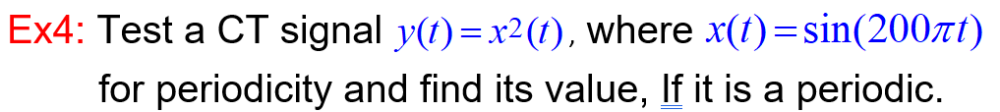 Ex4: Test a CT signal y(t)=x²(t), where x(t)=sin(200πt)
for periodicity and find its value, If it is a periodic.